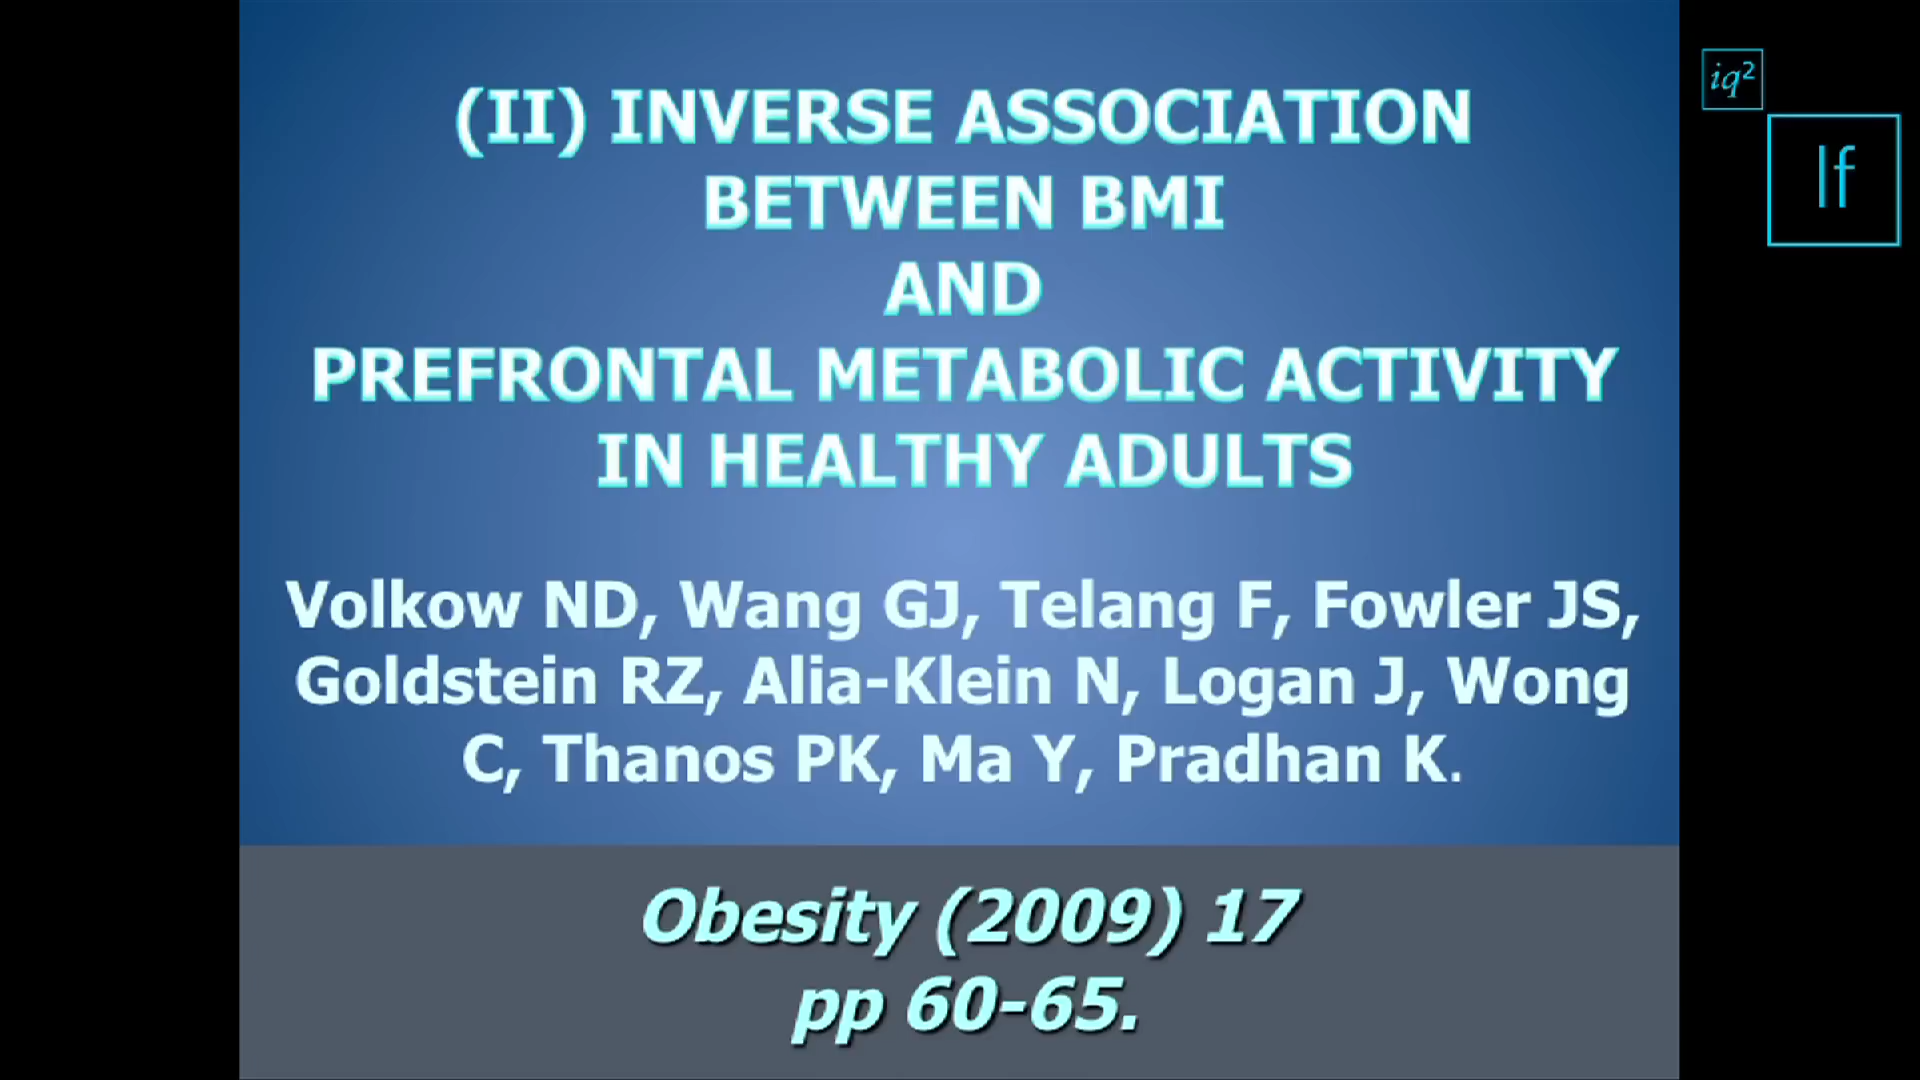 (II) INVERSE ASSOCIATION
BETWEEN BMI
AND
PREFRONTAL METABOLIC ACTIVITY
IN HEALTHY ADULTS
Volkow ND, Wang GJ, Telang F, Fowler JS,
Goldstein RZ, Alia-Klein N, Logan J, Wong
C, Thanos PK, Ma Y, Pradhan K.
Obesity (2009) 17
pp 60-65.
iq²
If